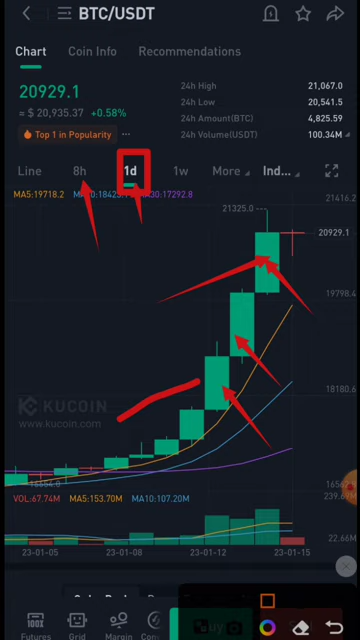 BTC/USDT
Chart Coin Info Recommendations
20929.1
= $ 20,935.37 +0.58%
Top 1 in Popularity ...
24h High 21,067.0
24h Low 20,541.5
24h Amount(BTC) 4,825.59
24h Volume(USDT) 100.34M
Line 8h 1d 1w More Ind...
MA5:19718.2
MA30:17292.8
21416.2
21325.0
20929.1
19798.4
18180.6
KUCOIN
www.kucoin.com
VOL:67.74M MA5:153.70M MA10:107.20M
22.66M
23-01-05 23-01-08 23-01-12 23-01-15
100X
Futures Grid Margin